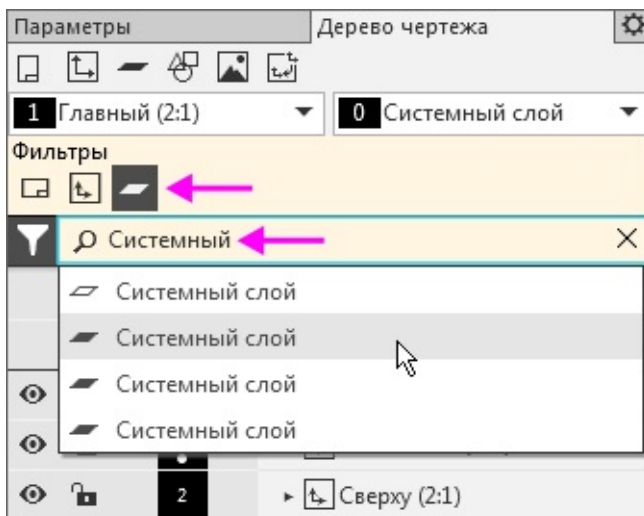 Параметры Дерево чертежа
1 Главный (2:1) 0 Системный слой
Фильтры
Системный
Системный слой
Системный слой
Системный слой
Системный слой
2 Сверху (2:1)